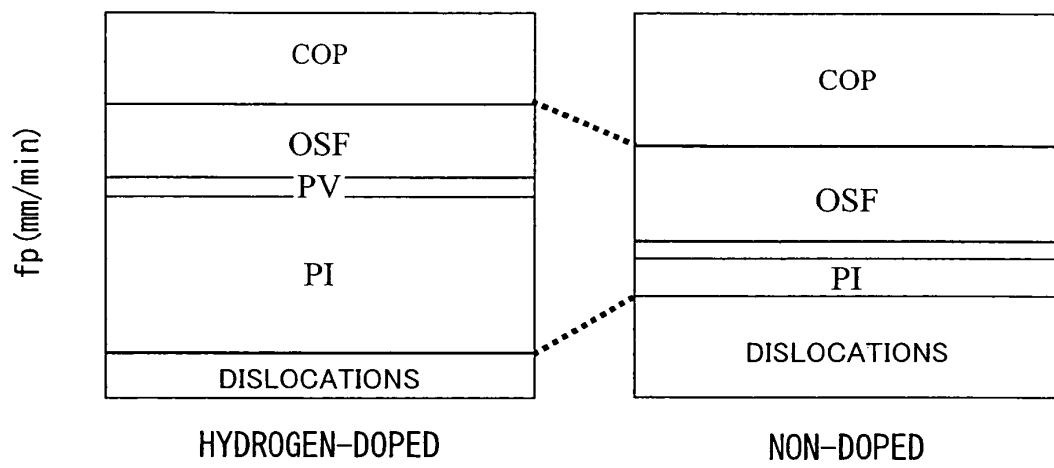 fp(mm/min)
COP
OSF
PV
PI
DISLOCATIONS
HYDROGEN-DOPED
COP
OSF
PI
DISLOCATIONS
NON-DOPED